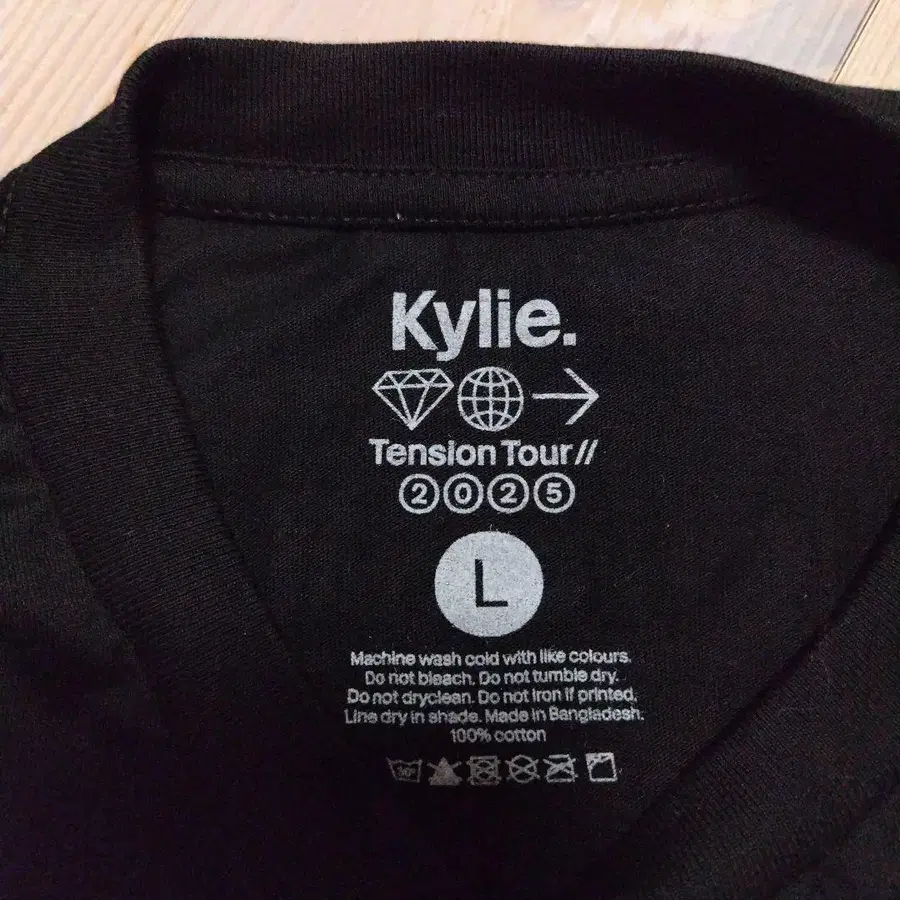 Kylie.
Tension Tour//
2025
L
Machine wash cold with like colours.
Do not bleach. Do not tumble dry.
Do not dryclean. Do not iron if printed.
Line dry in shade. Made in Bangladesh.
100% cotton
30°